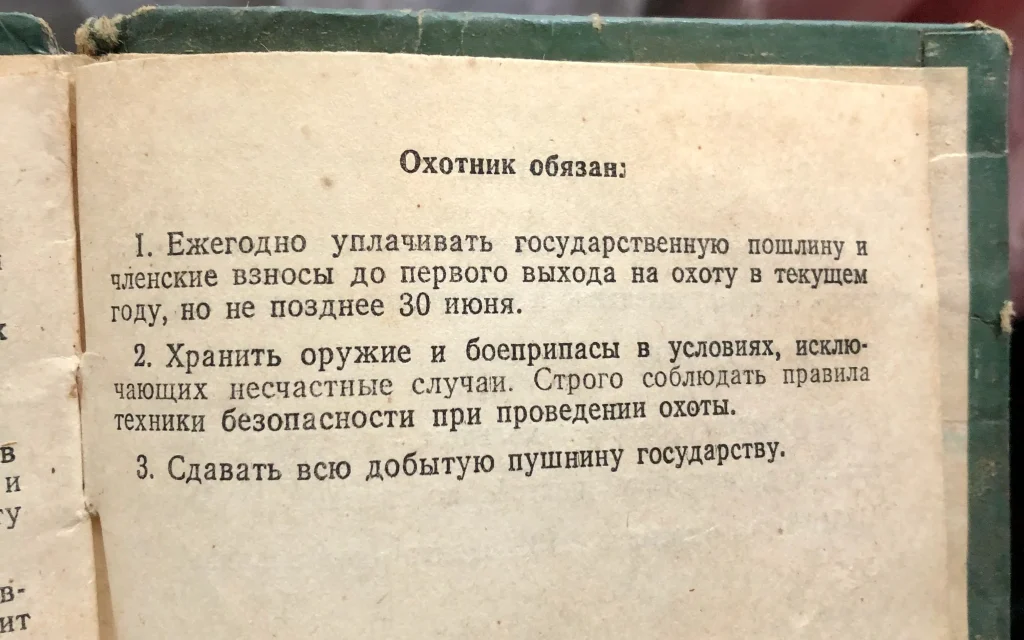 Охотник обязан:
1. Ежегодно уплачивать государственную пошлину и
членские взносы до первого выхода на охоту в текущем
году, но не позднее 30 июня.
2. Хранить оружие и боеприпасы в условиях, исклю-
чающих несчастные случаи. Строго соблюдать правила
техники безопасности при проведении охоты.
3. Сдавать всю добытую пушнину государству.